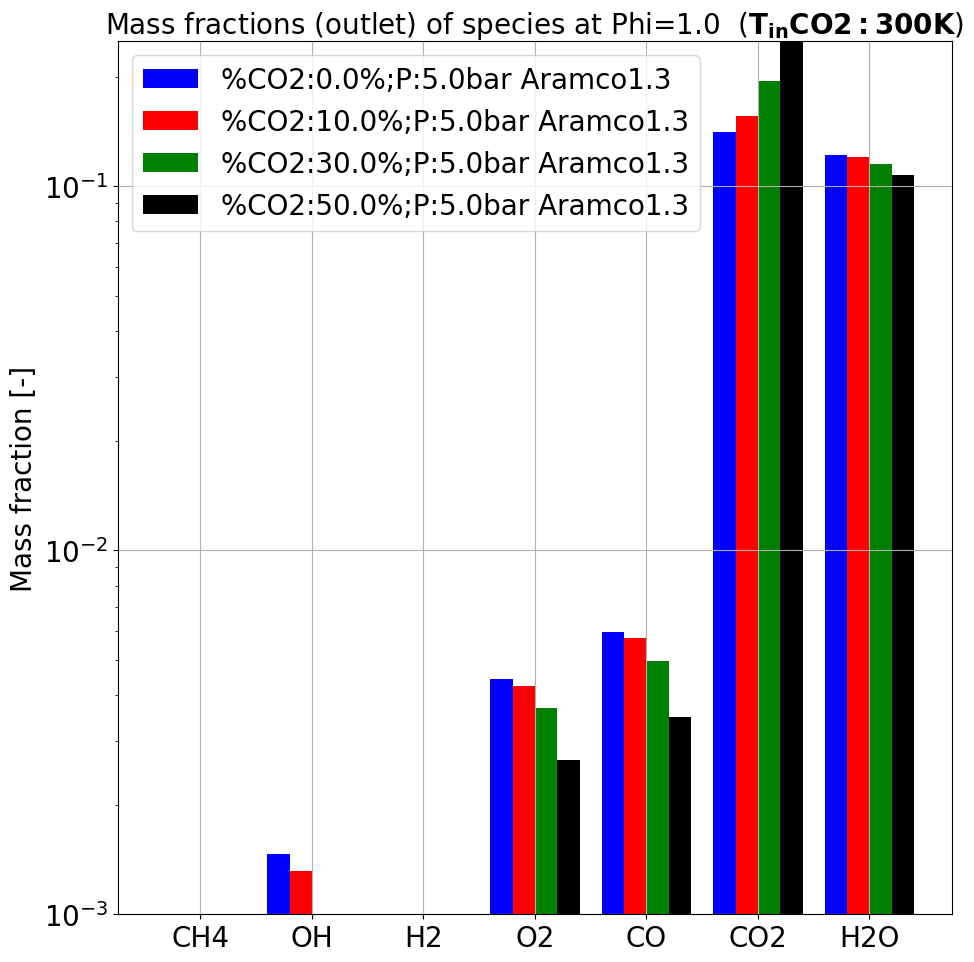 Mass fractions (outlet) of species at Phi=1.0 (T_inCO2 : 300K)
%CO2:0.0%;P:5.0bar Aramco1.3
%CO2:10.0%;P:5.0bar Aramco1.3
%CO2:30.0%;P:5.0bar Aramco1.3
%CO2:50.0%;P:5.0bar Aramco1.3
Mass fraction [-]
10⁻¹
10⁻²
10⁻³
CH4 OH H2 O2 CO CO2 H2O